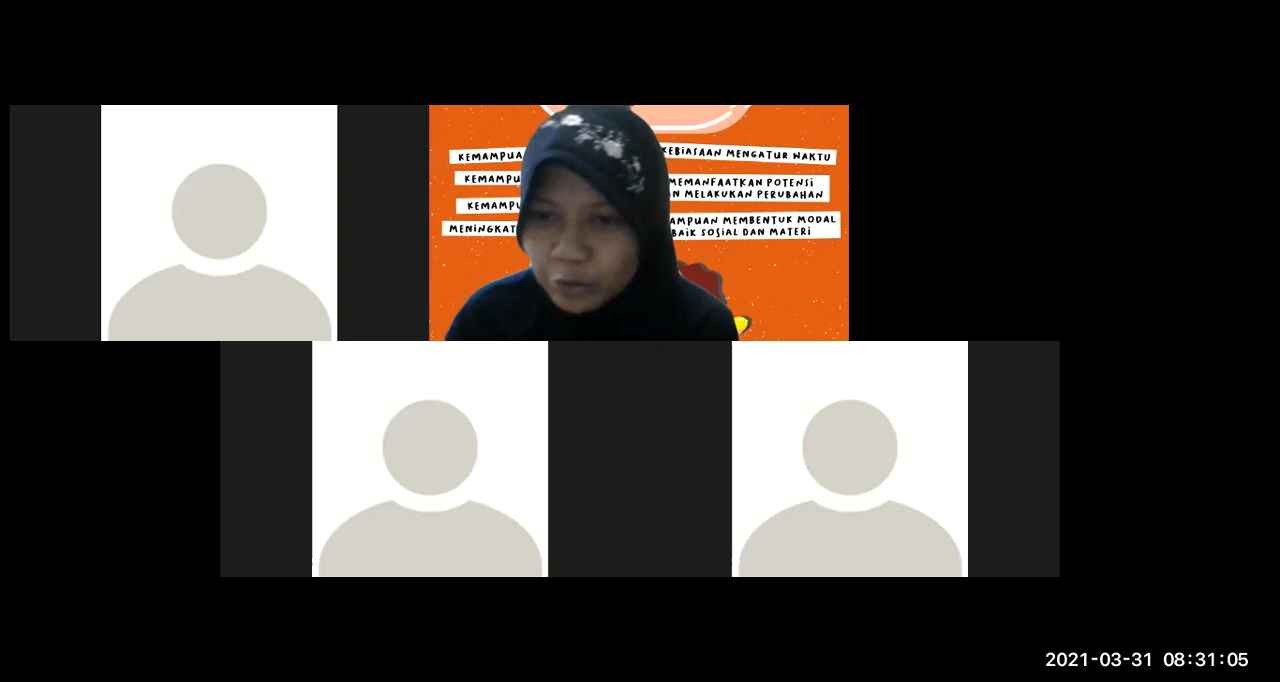 KEMAMPUA
KEBIASAAN MENGATUR WAKTU
KEMAMPU
MEMANFAATKAN POTENSI
N MELAKUKAN PERUBAHAN
KEMAMPU
AMPUAN MEMBENTUK MODAL
MENINGKAT
BAIK SOSIAL DAN MATERI
2021-03-31 08:31:05